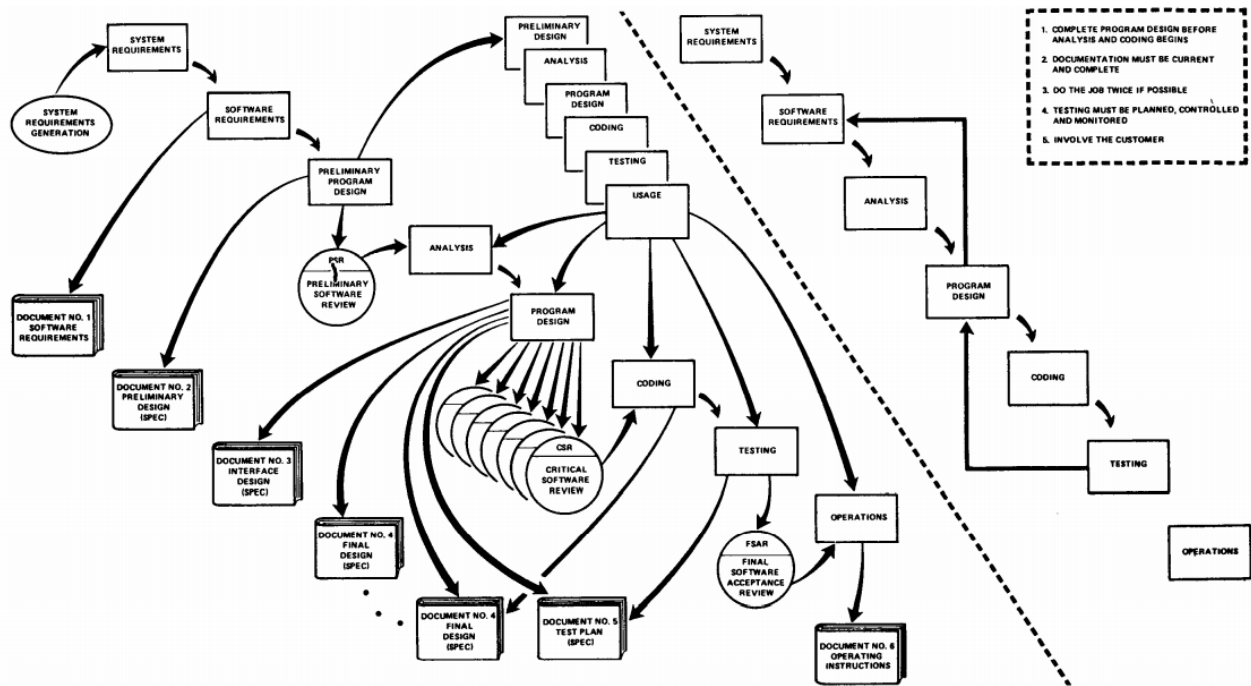 SYSTEM
REQUIREMENTS
SYSTEM
REQUIREMENTS
GENERATION
SOFTWARE
REQUIREMENTS
PRELIMINARY
PROGRAM
DESIGN
PSR
PRELIMINARY
SOFTWARE
REVIEW
PRELIMINARY
DESIGN
ANALYSIS
PROGRAM
DESIGN
CODING
TESTING
USAGE
ANALYSIS
PROGRAM
DESIGN
CSR
CRITICAL
SOFTWARE
REVIEW
CODING
TESTING
FSAR
FINAL
SOFTWARE
ACCEPTANCE
REVIEW
OPERATIONS
DOCUMENT NO. 1
SOFTWARE
REQUIREMENTS
DOCUMENT NO. 2
PRELIMINARY
DESIGN
(SPEC)
DOCUMENT NO. 3
INTERFACE
DESIGN
(SPEC)
DOCUMENT NO. 4
FINAL
DESIGN
(SPEC)
DOCUMENT NO. 4
FINAL
DESIGN
(SPEC)
DOCUMENT NO. 5
TEST PLAN
(SPEC)
DOCUMENT NO. 6
OPERATING
INSTRUCTIONS
SYSTEM
REQUIREMENTS
SOFTWARE
REQUIREMENTS
ANALYSIS
PROGRAM
DESIGN
CODING
TESTING
OPERATIONS
1. COMPLETE PROGRAM DESIGN BEFORE
ANALYSIS AND CODING BEGINS
2. DOCUMENTATION MUST BE CURRENT
AND COMPLETE
3. DO THE JOB TWICE IF POSSIBLE
4. TESTING MUST BE PLANNED, CONTROLLED
AND MONITORED
5. INVOLVE THE CUSTOMER